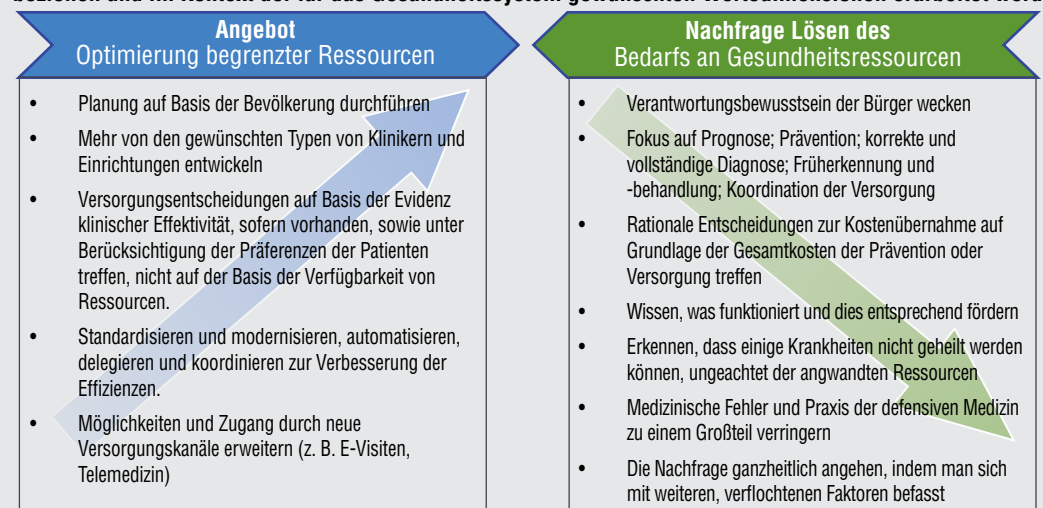 Angebot
Optimierung begrenzter Ressourcen
• Planung auf Basis der Bevölkerung durchführen
• Mehr von den gewünschten Typen von Klinikern und
Einrichtungen entwickeln
• Versorgungsentscheidungen auf Basis der Evidenz
klinischer Effektivität, sofern vorhanden, sowie unter
Berücksichtigung der Präferenzen der Patienten
treffen, nicht auf der Basis der Verfügbarkeit von
Ressourcen.
• Standardisieren und modernisieren, automatisieren,
delegieren und koordinieren zur Verbesserung der
Effizienzen.
• Möglichkeiten und Zugang durch neue
Versorgungskanäle erweitern (z. B. E-Visiten,
Telemedizin)
Nachfrage Lösen des
Bedarfs an Gesundheitsressourcen
• Verantwortungsbewusstsein der Bürger wecken
• Fokus auf Prognose; Prävention; korrekte und
vollständige Diagnose; Früherkennung und
-behandlung; Koordination der Versorgung
• Rationale Entscheidungen zur Kostenübernahme auf
Grundlage der Gesamtkosten der Prävention oder
Versorgung treffen
• Wissen, was funktioniert und dies entsprechend fördern
• Erkennen, dass einige Krankheiten nicht geheilt werden
können, ungeachtet der angwandten Ressourcen
• Medizinische Fehler und Praxis der defensiven Medizin
zu einem Großteil verringern
• Die Nachfrage ganzheitlich angehen, indem man sich
mit weiteren, verflochtenen Faktoren befasst